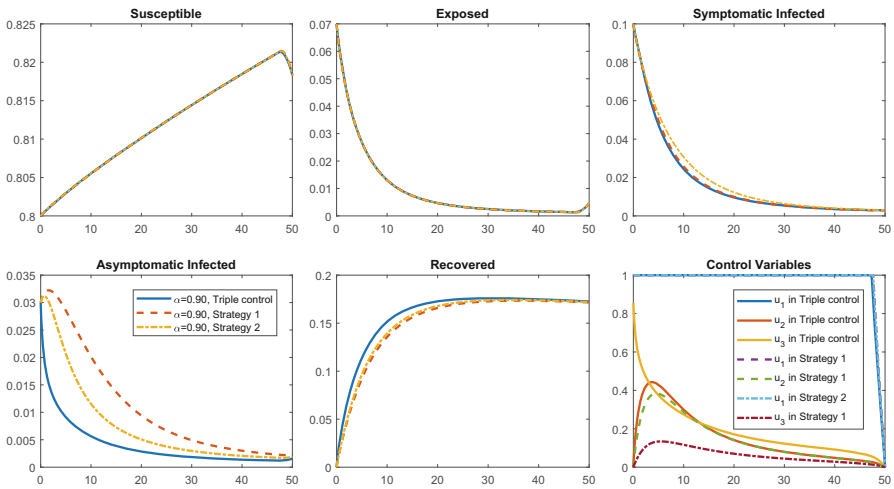 Susceptible
0.825
0.82
0.815
0.81
0.805
0.8
0 10 20 30 40 50
Exposed
0.07
0.06
0.05
0.04
0.03
0.02
0.01
0
0 10 20 30 40 50
Symptomatic Infected
0.1
0.08
0.06
0.04
0.02
0
0 10 20 30 40 50
Asymptomatic Infected
0.035
0.03
0.025
0.02
0.015
0.01
0.005
0
0 10 20 30 40 50
α=0.90, Triple control
α=0.90, Strategy 1
α=0.90, Strategy 2
Recovered
0.2
0.15
0.1
0.05
0
0 10 20 30 40 50
Control Variables
1
0.8
0.6
0.4
0.2
0
0 10 20 30 40 50
u1 in Triple control
u2 in Triple control
u3 in Triple control
u1 in Strategy 1
u2 in Strategy 1
u1 in Strategy 2
u3 in Strategy 1